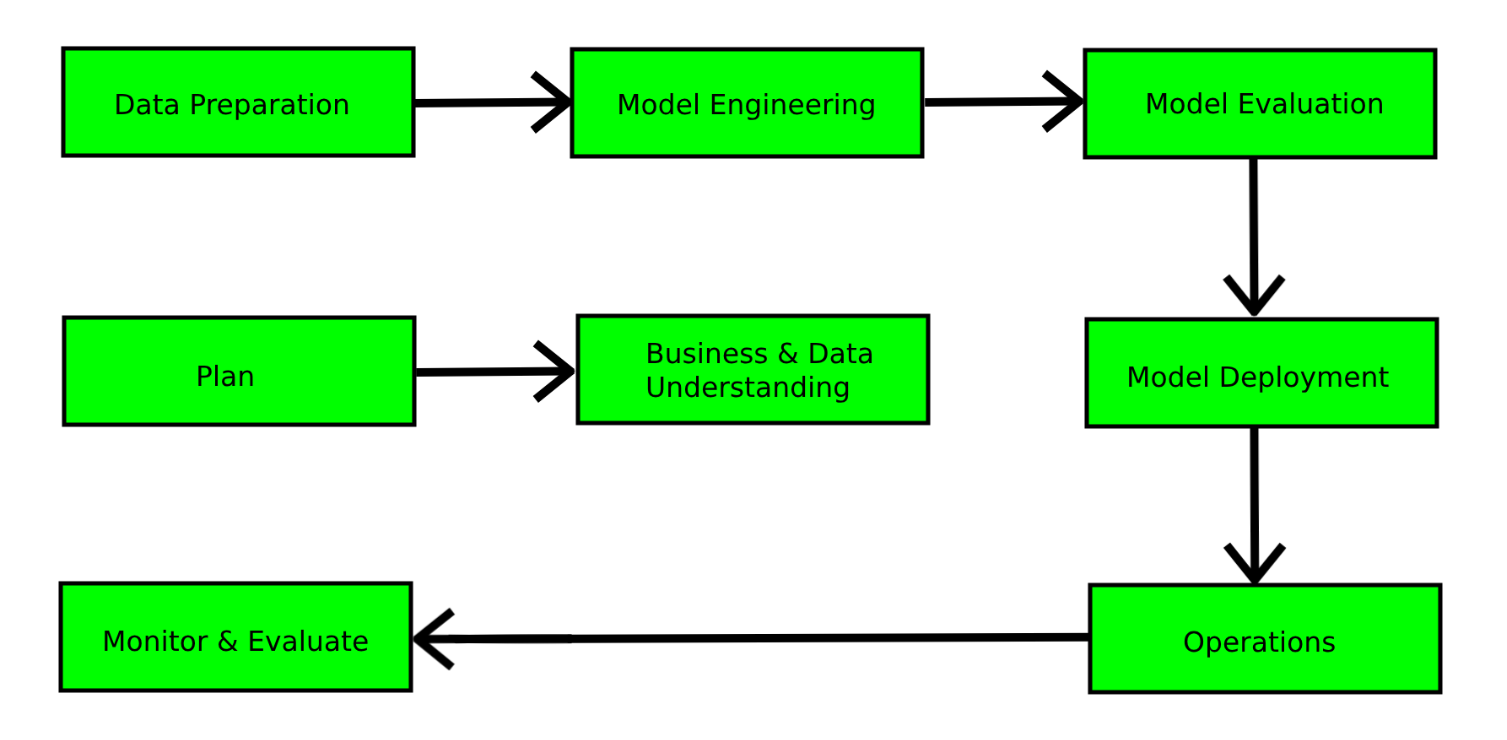 Data Preparation
Model Engineering
Model Evaluation
Plan
Business & Data
Understanding
Model Deployment
Monitor & Evaluate
Operations